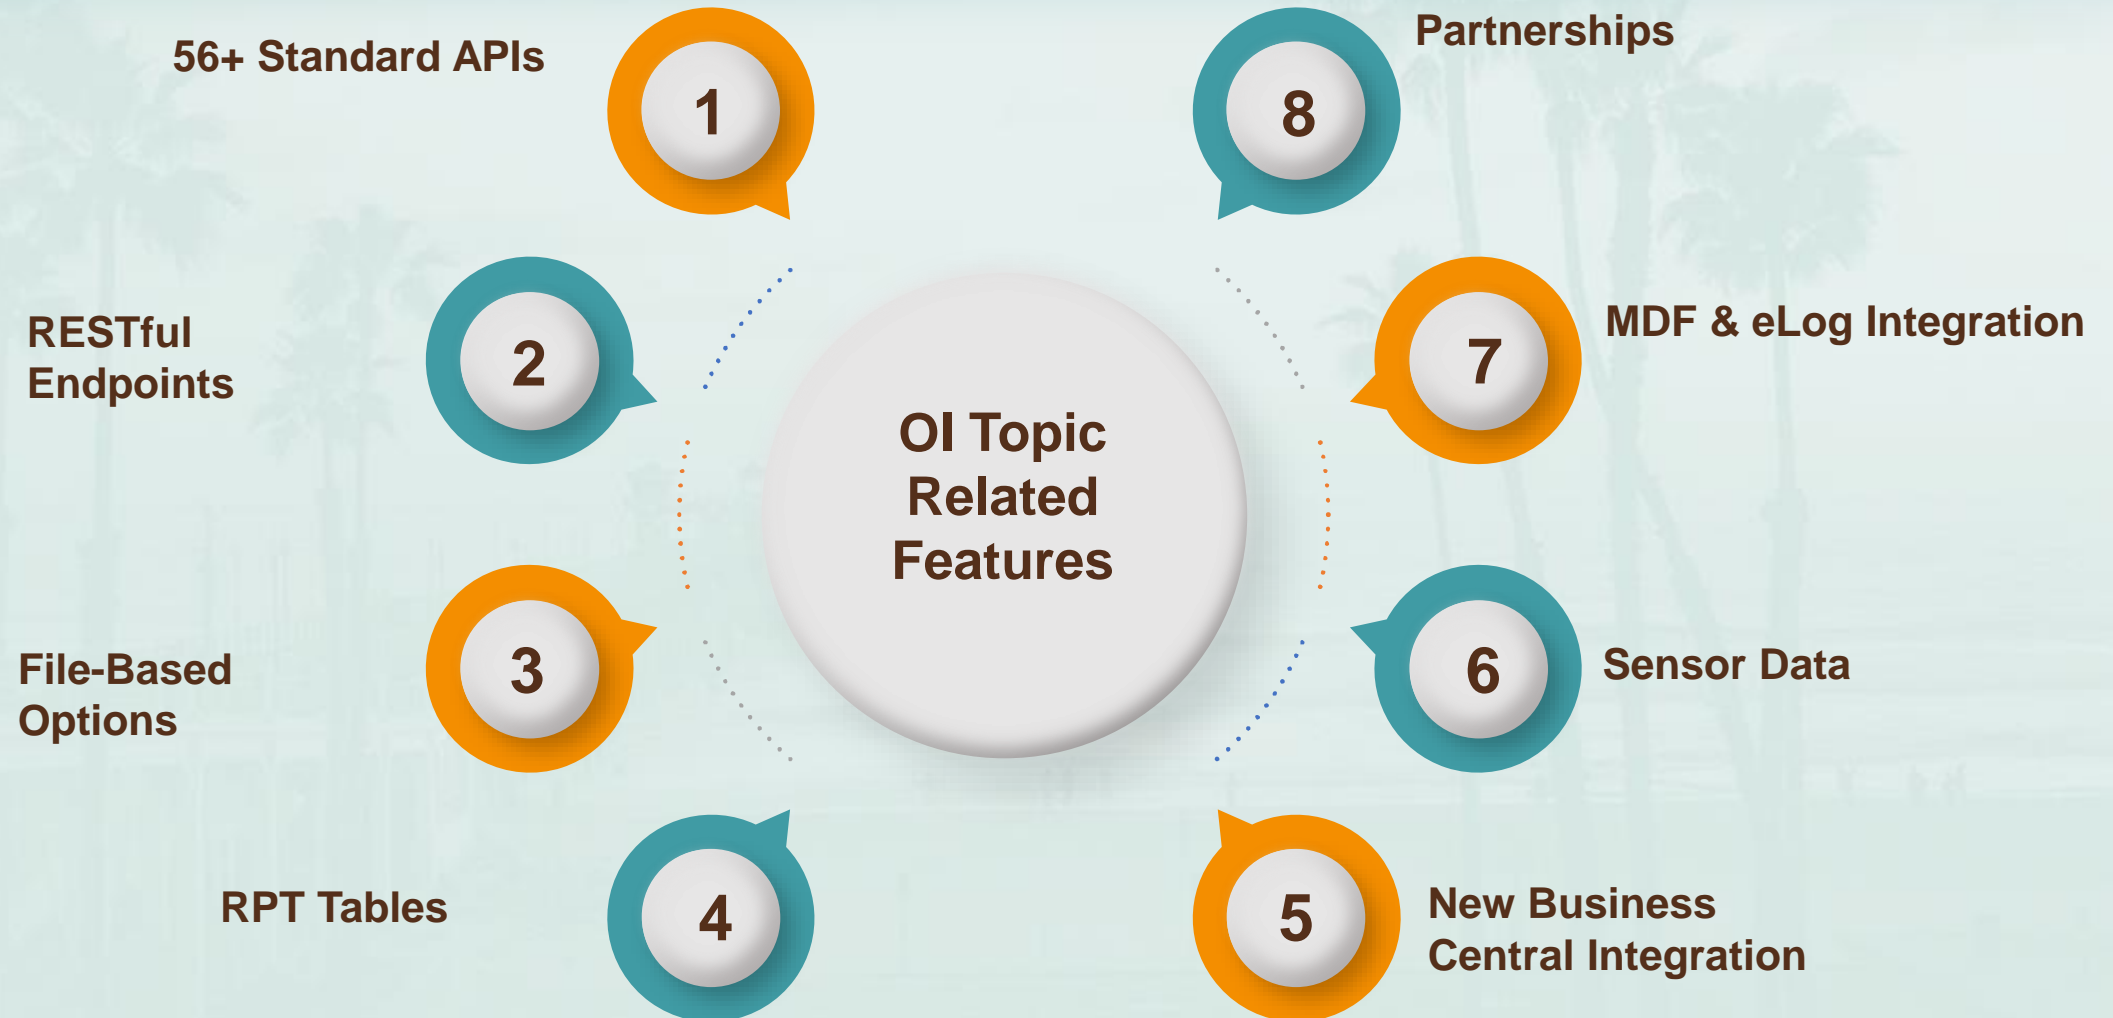 56+ Standard APIs
1
RESTful
Endpoints
2
File-Based
Options
3
RPT Tables
4
OI Topic
Related
Features
Partnerships
8
MDF & eLog Integration
7
Sensor Data
6
New Business
Central Integration
5